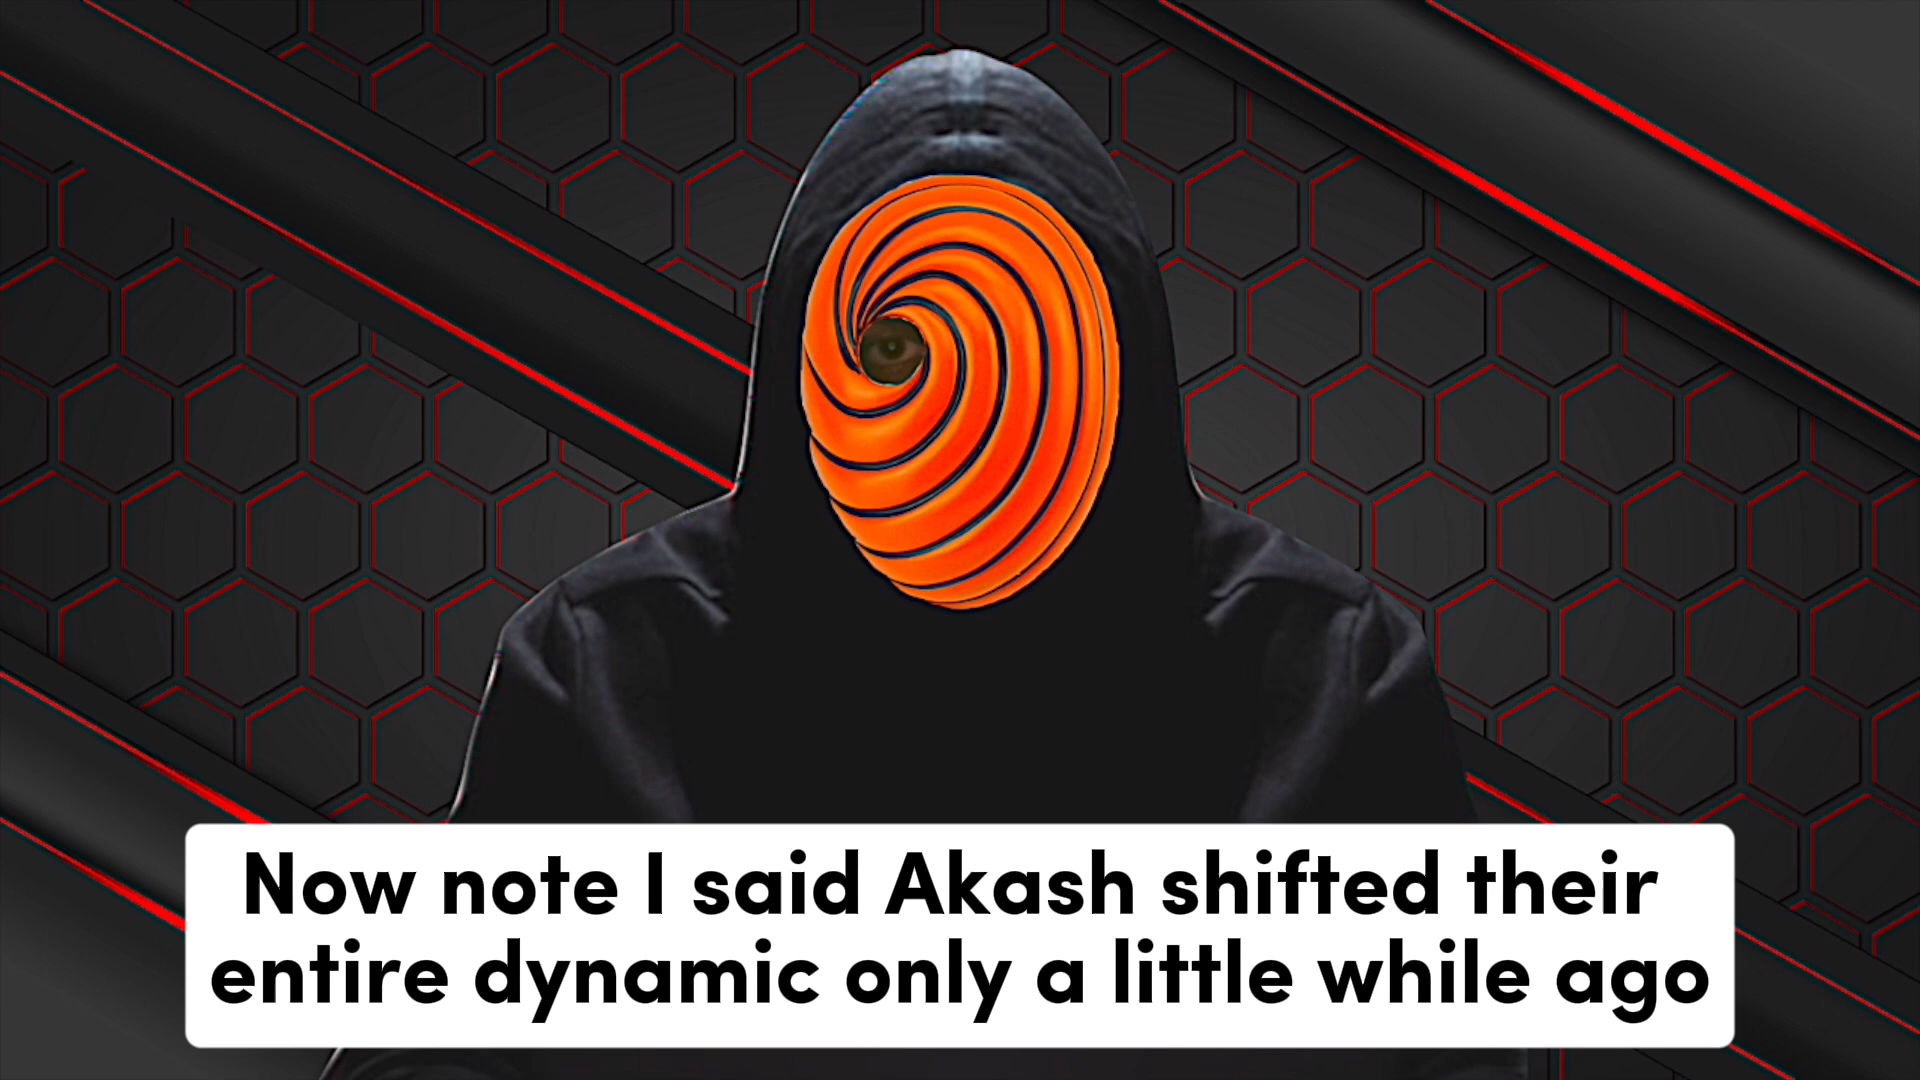 Now note I said Akash shifted their
entire dynamic only a little while ago